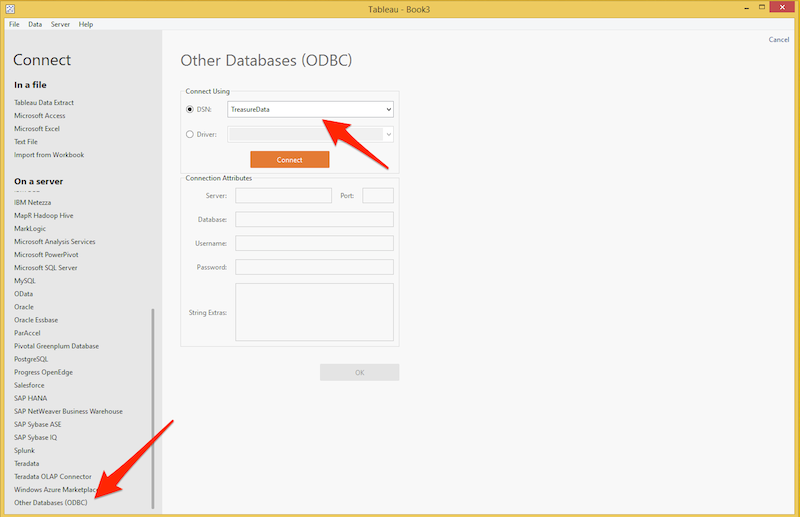 Tableau - Book3
File Data Server Help
Cancel
Connect
In a file
Tableau Data Extract
Microsoft Access
Microsoft Excel
Text File
Import from Workbook
On a server
IBM Netezza
MapR Hadoop Hive
MarkLogic
Microsoft Analysis Services
Microsoft PowerPivot
Microsoft SQL Server
MySQL
OData
Oracle
Oracle Essbase
ParAccel
Pivotal Greenplum Database
PostgreSQL
Progress OpenEdge
Salesforce
SAP HANA
SAP NetWeaver Business Warehouse
SAP Sybase ASE
SAP Sybase IQ
Splunk
Teradata
Teradata OLAP Connector
Windows Azure Marketplace
Other Databases (ODBC)
Other Databases (ODBC)
Connect Using
DSN: TreasureData
Driver:
Connect
Connection Attributes
Server: Port:
Database:
Username:
Password:
String Extras:
OK